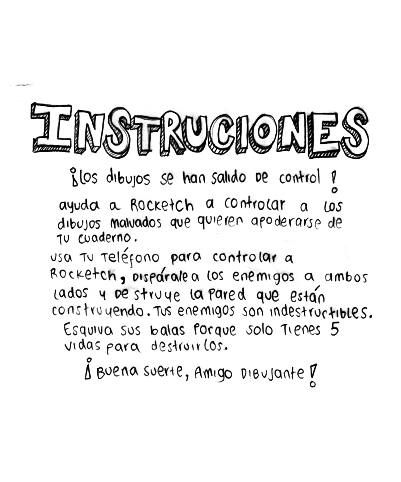 INSTRUCIONES
¡Los dibujos se han salido de control!
ayuda a Rocketch a controlar a los
dibujos malvados que quieren apoderarse de
tu cuaderno.
usa tu teléfono para controlar a
Rocketch, dispárale a los enemigos a ambos
lados y destruye la pared que están
construyendo. Tus enemigos son indestructibles.
Esquiva sus balas porque solo tienes 5
vidas para destruirlos.
¡Buena suerte, Amigo Dibujante!